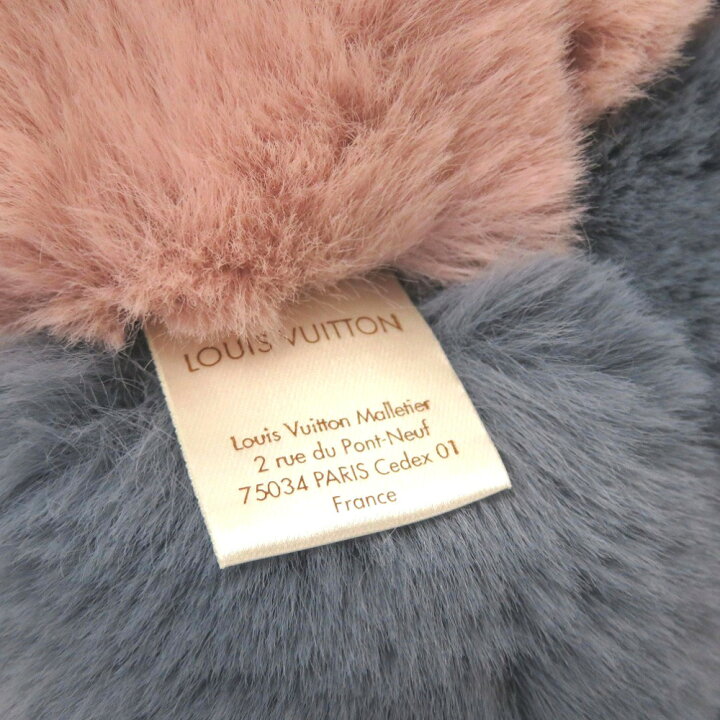 LOUIS VUITTON
Louis Vuitton Malletier
2 rue du Pont-Neuf
75034 PARIS Cedex 01
France